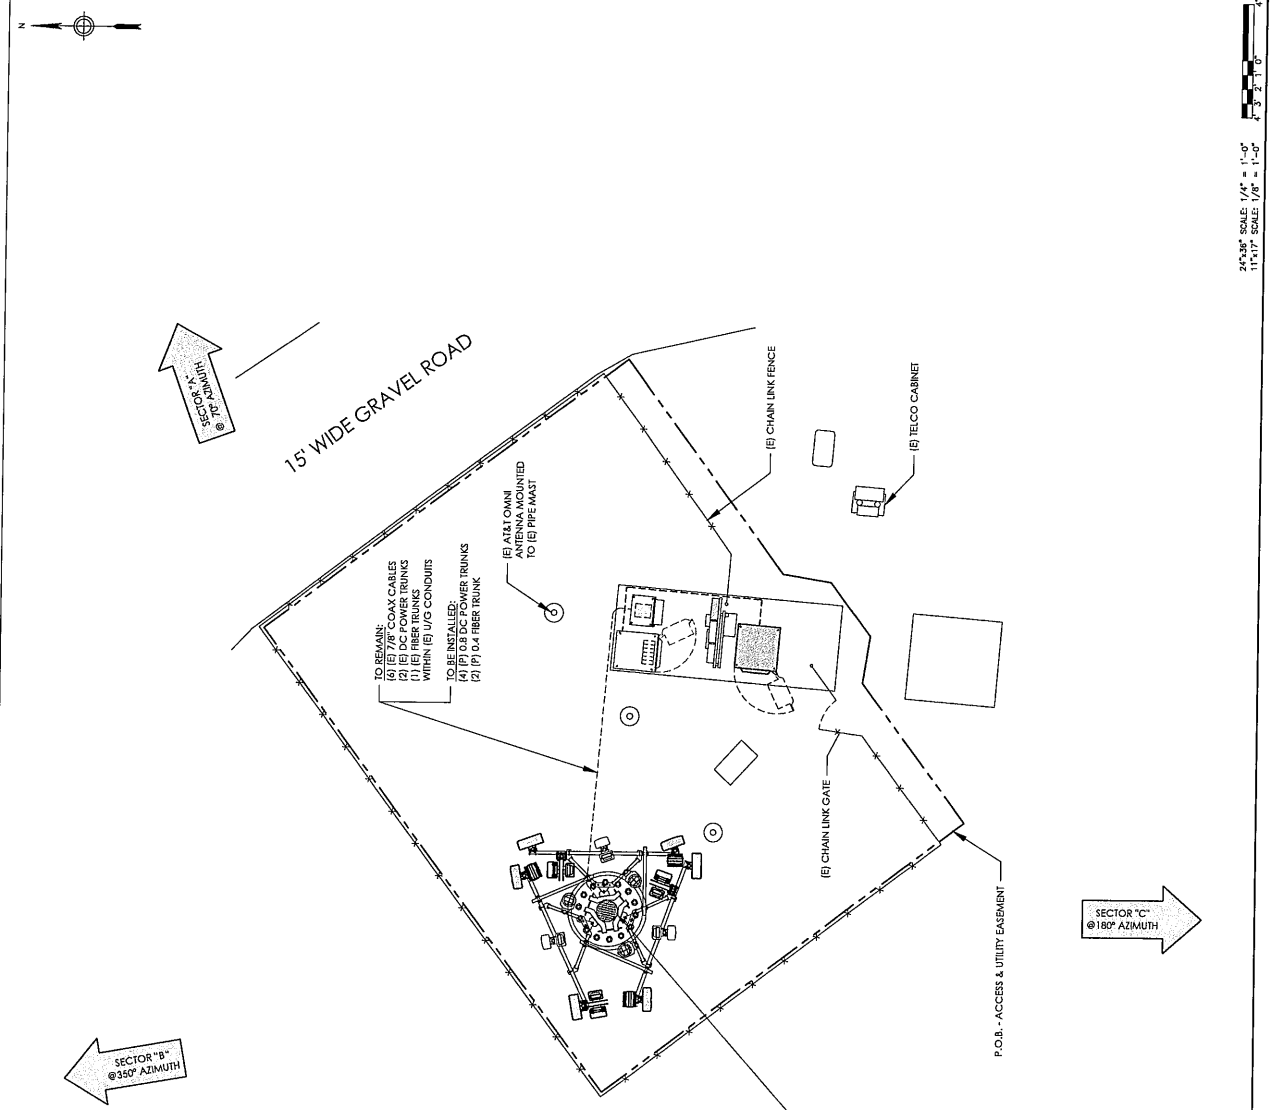 N
24"x36" SCALE: 1/4" = 1'-0"
11"x17" SCALE: 1/8" = 1'-0"
4' 3' 2' 1' 0"
4'
SECTOR "A"
@ 70° AZIMUTH
15' WIDE GRAVEL ROAD
(E) CHAIN LINK FENCE
(E) TELCO CABINET
(E) AT&T OMNI
ANTENNA MOUNTED
TO (E) PIPE MAST
TO REMAIN:
(6) (E) 7/8" COAX CABLES
(2) (E) DC POWER TRUNKS
(1) (E) FIBER TRUNKS
WITHIN (E) U/G CONDUITS
TO BE INSTALLED:
(4) (P) 0.8 DC POWER TRUNKS
(2) (P) 0.4 FIBER TRUNK
(E) CHAIN LINK GATE
P.O.B. - ACCESS & UTILITY EASEMENT
SECTOR "C"
@180° AZIMUTH
SECTOR "B"
@350° AZIMUTH